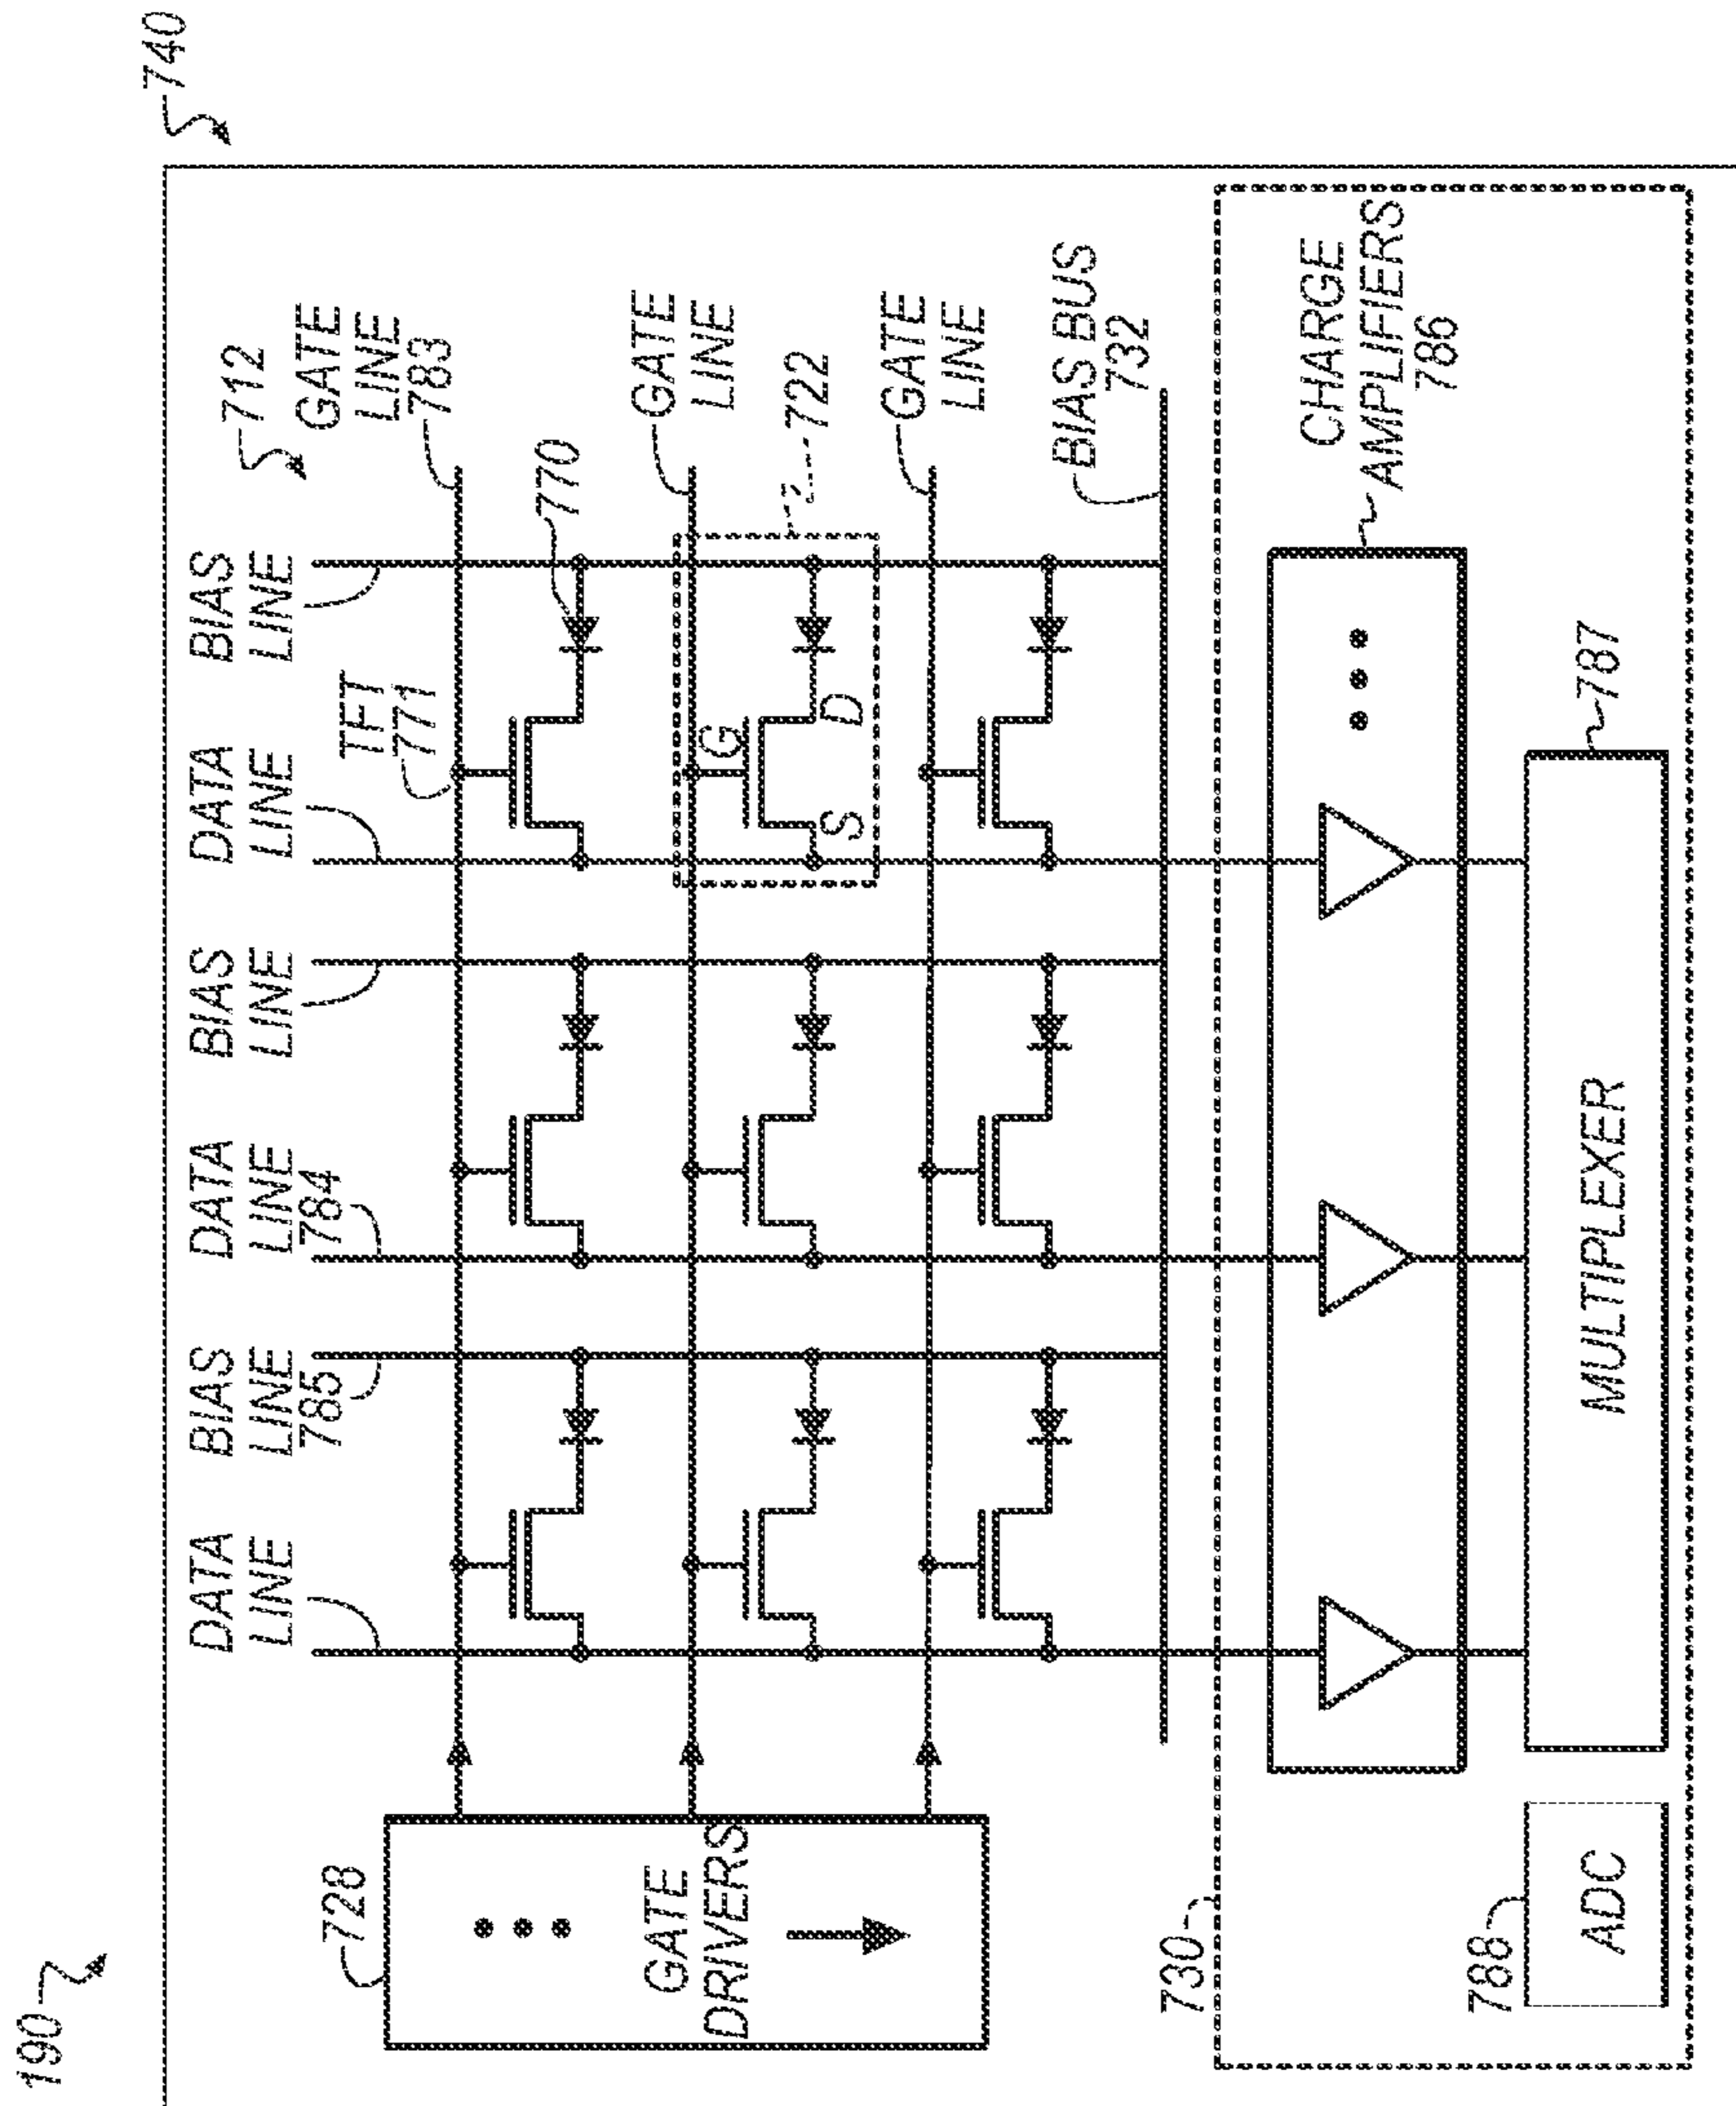 190
740
712
DATA
LINE
BIAS
LINE
785
DATA
LINE
784
BIAS
LINE
DATA
LINE
BIAS
LINE
GATE
LINE
783
TFT
771
770
728
GATE
DRIVERS
GATE
LINE
G
S
D
722
GATE
LINE
BIAS BUS
732
730
CHARGE
AMPLIFIERS
786
788
ADC
MULTIPLEXER
787